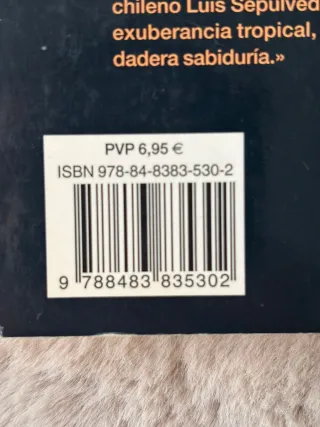 chileno Luis Sepúlved
exuberancia tropical,
dadera sabiduría.»
PVP 6,95 €
ISBN 978-84-8383-530-2
9 788483 835302